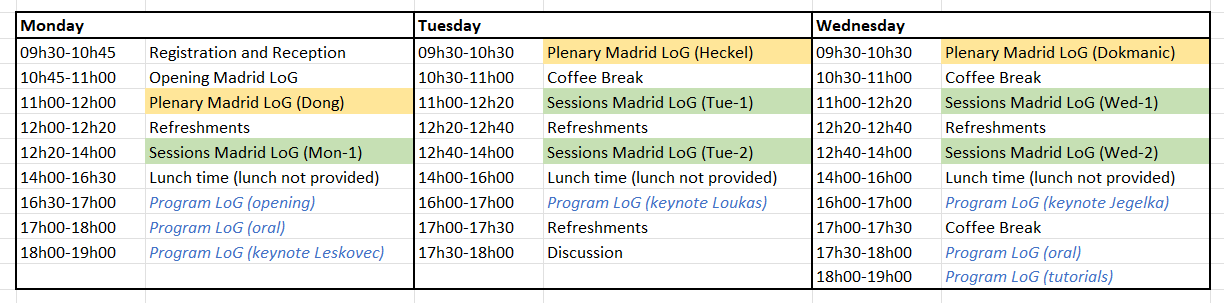 Monday Tuesday Wednesday
09h30-10h45 Registration and Reception 09h30-10h30 Plenary Madrid LoG (Heckel) 09h30-10h30 Plenary Madrid LoG (Dokmanic)
10h45-11h00 Opening Madrid LoG 10h30-11h00 Coffee Break 10h30-11h00 Coffee Break
11h00-12h00 Plenary Madrid LoG (Dong) 11h00-12h20 Sessions Madrid LoG (Tue-1) 11h00-12h20 Sessions Madrid LoG (Wed-1)
12h00-12h20 Refreshments 12h20-12h40 Refreshments 12h20-12h40 Refreshments
12h20-14h00 Sessions Madrid LoG (Mon-1) 12h40-14h00 Sessions Madrid LoG (Tue-2) 12h40-14h00 Sessions Madrid LoG (Wed-2)
14h00-16h30 Lunch time (lunch not provided) 14h00-16h00 Lunch time (lunch not provided) 14h00-16h00 Lunch time (lunch not provided)
16h30-17h00 Program LoG (opening) 16h00-17h00 Program LoG (keynote Loukas) 16h00-17h00 Program LoG (keynote Jegelka)
17h00-18h00 Program LoG (oral) 17h00-17h30 Refreshments 17h00-17h30 Coffee Break
18h00-19h00 Program LoG (keynote Leskovec) 17h30-18h00 Discussion 17h30-18h00 Program LoG (oral)
18h00-19h00 Program LoG (tutorials)